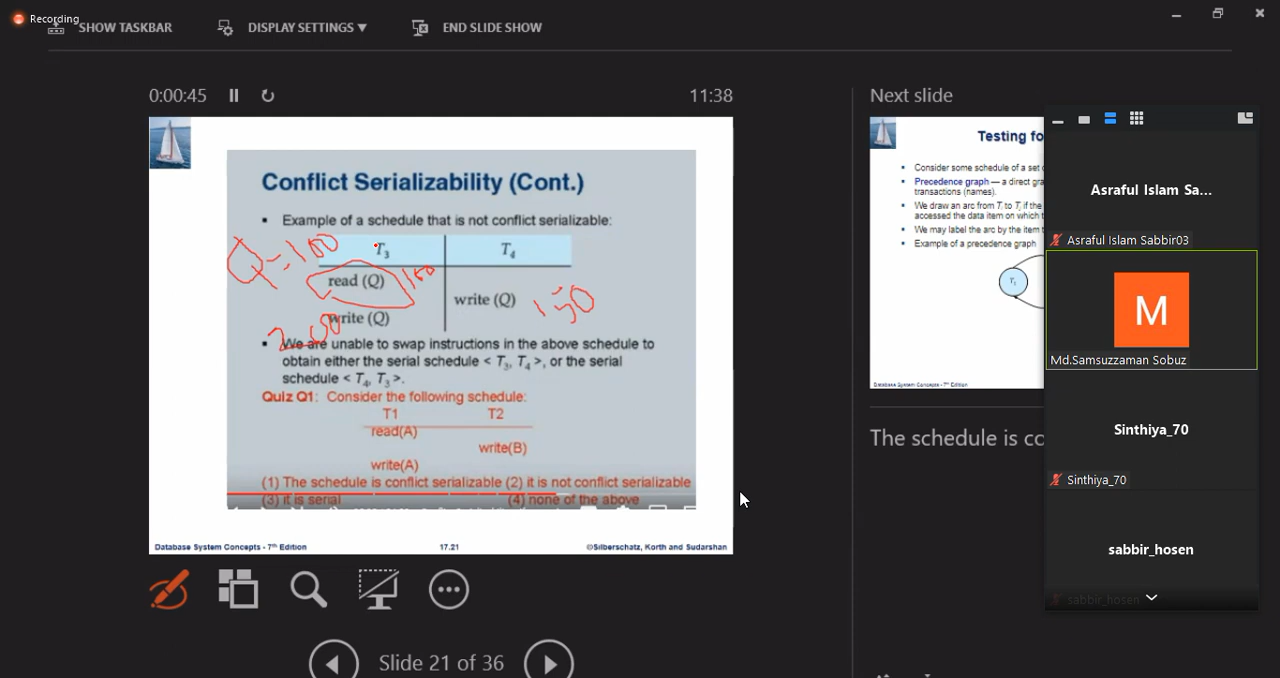 Recording
SHOW TASKBAR
DISPLAY SETTINGS ▼
END SLIDE SHOW
0:00:45
11:38
Conflict Serializability (Cont.)
▪ Example of a schedule that is not conflict serializable:
Q = 100
T3
T4
read (Q)
100
write (Q)
150
write (Q)
200
▪ We are unable to swap instructions in the above schedule to
obtain either the serial schedule < T3, T4 >, or the serial
schedule < T4, T3 >.
Quiz Q1: Consider the following schedule:
T1 T2
read(A)
write(B)
write(A)
(1) The schedule is conflict serializable (2) it is not conflict serializable
(3) it is serial (4) none of the above
Database System Concepts - 7th Edition
17.21
©Silberschatz, Korth and Sudarshan
Slide 21 of 36
Next slide
Testing fo
• Consider some schedule of a set
• Precedence graph — a direct gra
transactions (names).
• We draw an arc from Ti to Tj if the
accessed the data item on which t
• We may label the arc by the item t
• Example of a precedence graph
T1
Database System Concepts - 7th Edition
The schedule is co
Asraful Islam Sa...
Asraful Islam Sabbir03
M
Md.Samsuzzaman Sobuz
Sinthiya_70
Sinthiya_70
sabbir_hosen
sabbir_hosen